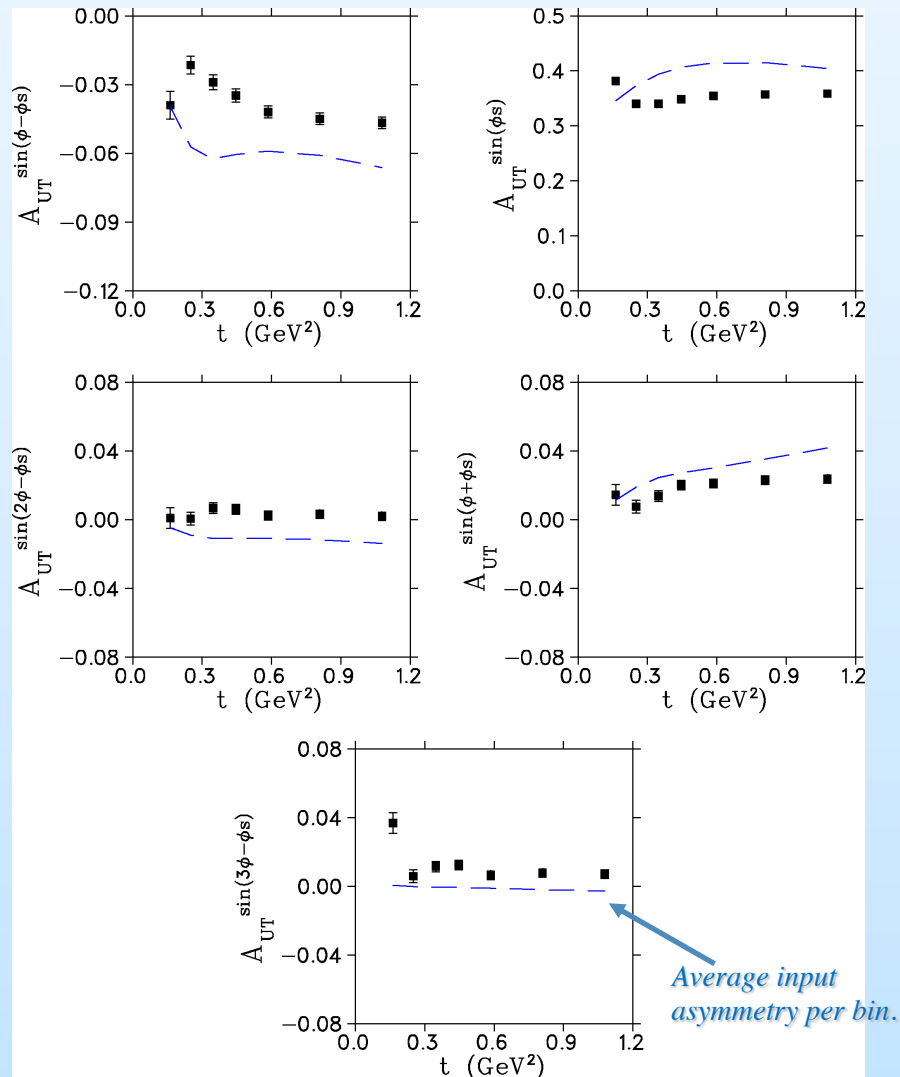 0.00
−0.03
−0.06
−0.09
−0.12
0.0 0.3 0.6 0.9 1.2
t (GeV²)
A_UT^sin(ϕ−ϕs)
0.5
0.4
0.3
0.2
0.1
0.0
0.0 0.3 0.6 0.9 1.2
t (GeV²)
A_UT^sin(ϕs)
0.08
0.04
0.00
−0.04
−0.08
0.0 0.3 0.6 0.9 1.2
t (GeV²)
A_UT^sin(2ϕ−ϕs)
0.08
0.04
0.00
−0.04
−0.08
0.0 0.3 0.6 0.9 1.2
t (GeV²)
A_UT^sin(ϕ+ϕs)
0.08
0.04
0.00
−0.04
−0.08
0.0 0.3 0.6 0.9 1.2
t (GeV²)
A_UT^sin(3ϕ−ϕs)
Average input
asymmetry per bin.